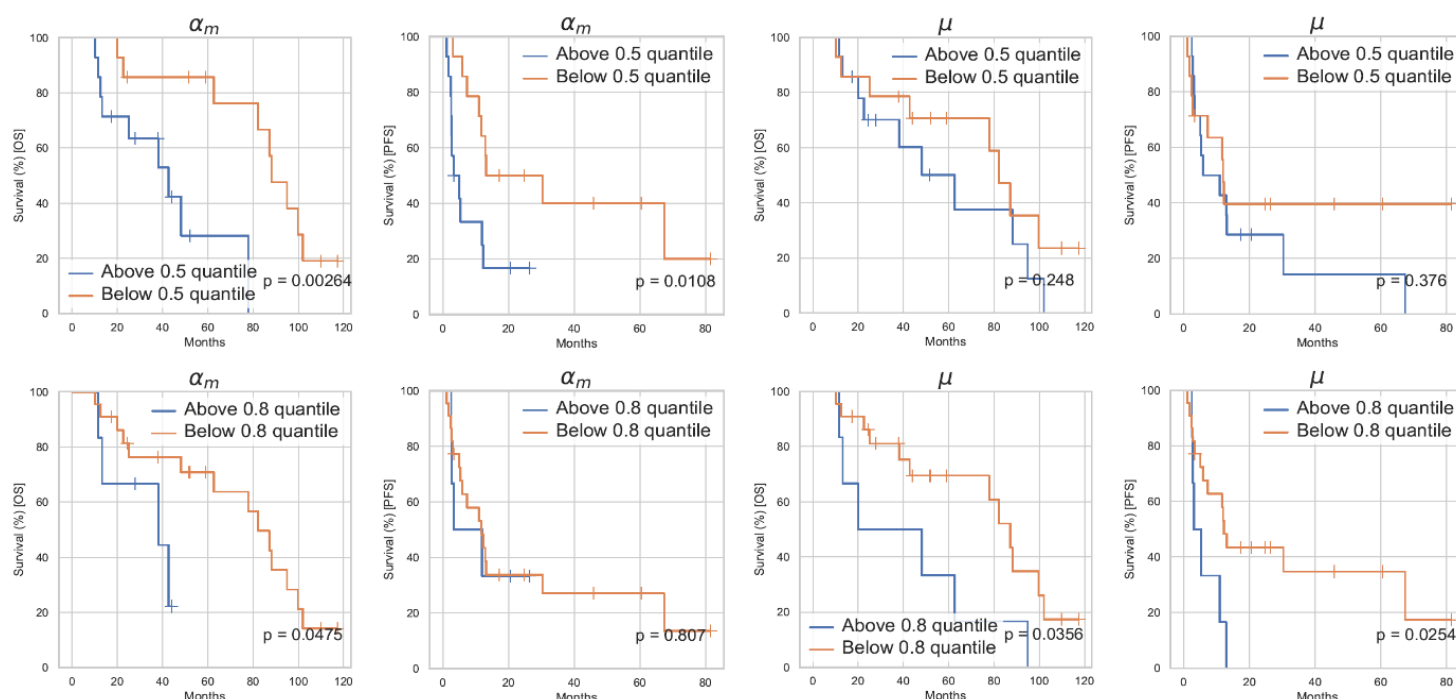 α_m
Survival (%) [OS]
100
80
60
40
20
0
Above 0.5 quantile
Below 0.5 quantile
p = 0.00264
0 20 40 60 80 100 120
Months
α_m
Survival (%) [PFS]
100
80
60
40
20
0
Above 0.5 quantile
Below 0.5 quantile
p = 0.0108
0 20 40 60 80
Months
μ
Survival (%) [OS]
100
80
60
40
20
0
Above 0.5 quantile
Below 0.5 quantile
p = 0.248
0 20 40 60 80 100 120
Months
μ
Survival (%) [PFS]
100
80
60
40
20
0
Above 0.5 quantile
Below 0.5 quantile
p = 0.376
0 20 40 60 80
Months
α_m
Survival (%) [OS]
100
80
60
40
20
0
Above 0.8 quantile
Below 0.8 quantile
p = 0.0475
0 20 40 60 80 100 120
Months
α_m
Survival (%) [PFS]
100
80
60
40
20
0
Above 0.8 quantile
Below 0.8 quantile
p = 0.807
0 20 40 60 80
Months
μ
Survival (%) [OS]
100
80
60
40
20
0
Above 0.8 quantile
Below 0.8 quantile
p = 0.0356
0 20 40 60 80 100 120
Months
μ
Survival (%) [PFS]
100
80
60
40
20
0
Above 0.8 quantile
Below 0.8 quantile
p = 0.0254
0 20 40 60 80
Months